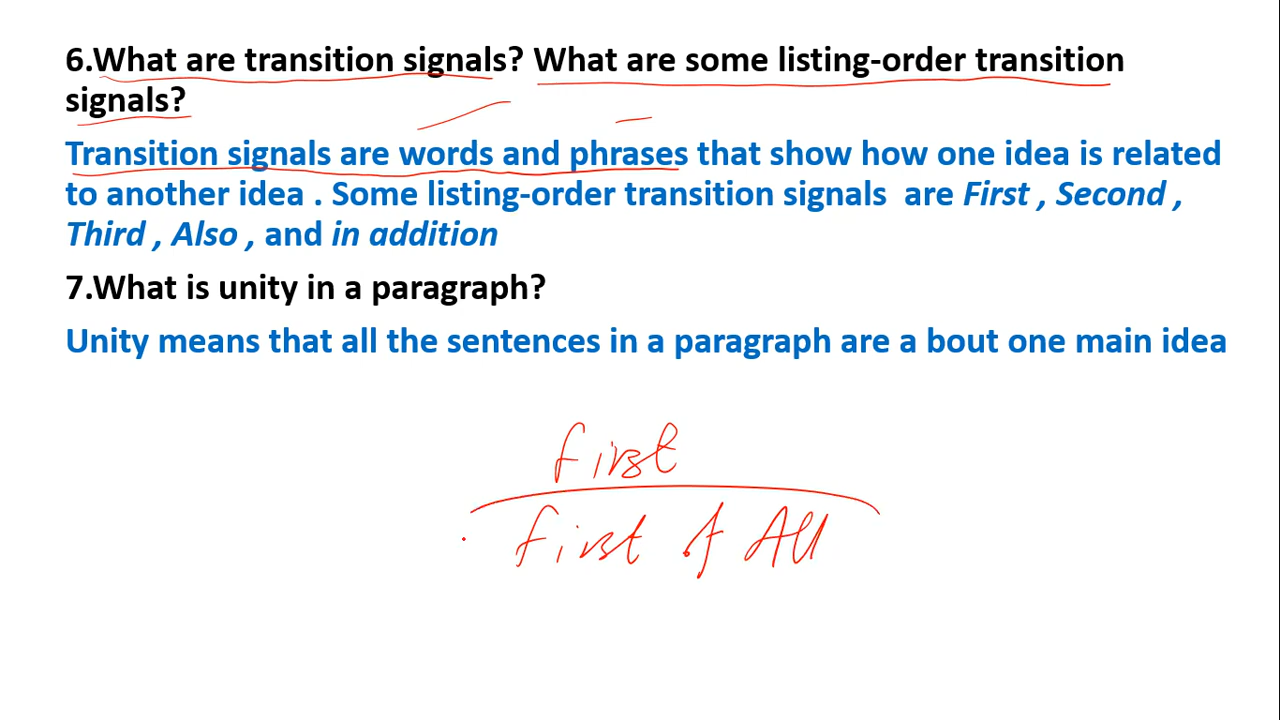 6.What are transition signals? What are some listing-order transition
signals?
Transition signals are words and phrases that show how one idea is related
to another idea . Some listing-order transition signals  are First , Second ,
Third , Also , and in addition
7.What is unity in a paragraph?
Unity means that all the sentences in a paragraph are a bout one main idea
first
first of All